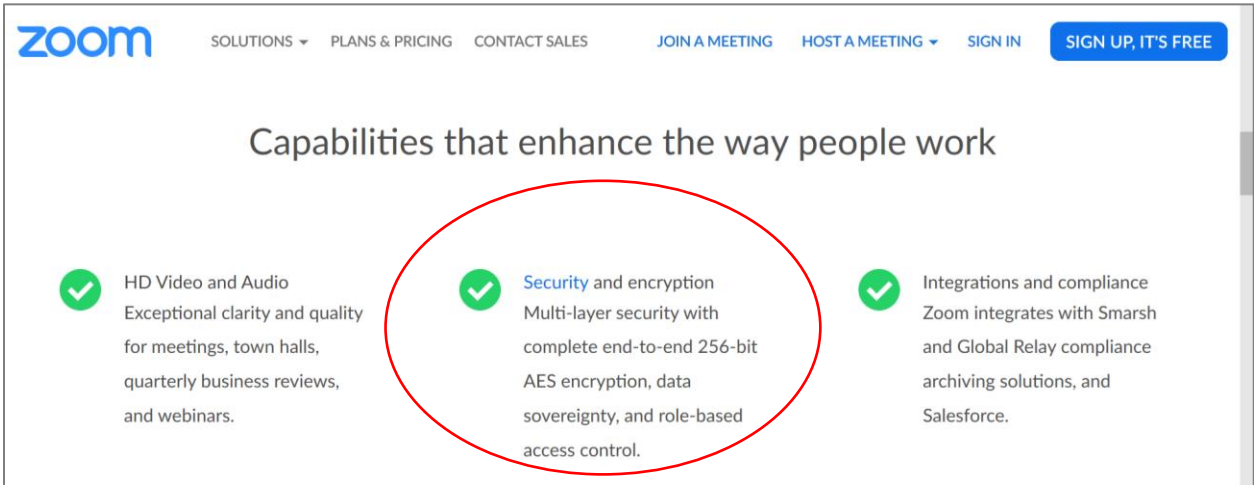 zoom SOLUTIONS PLANS & PRICING CONTACT SALES JOIN A MEETING HOST A MEETING SIGN IN SIGN UP, IT'S FREE
Capabilities that enhance the way people work
HD Video and Audio
Exceptional clarity and quality
for meetings, town halls,
quarterly business reviews,
and webinars.
Security and encryption
Multi-layer security with
complete end-to-end 256-bit
AES encryption, data
sovereignty, and role-based
access control.
Integrations and compliance
Zoom integrates with Smarsh
and Global Relay compliance
archiving solutions, and
Salesforce.